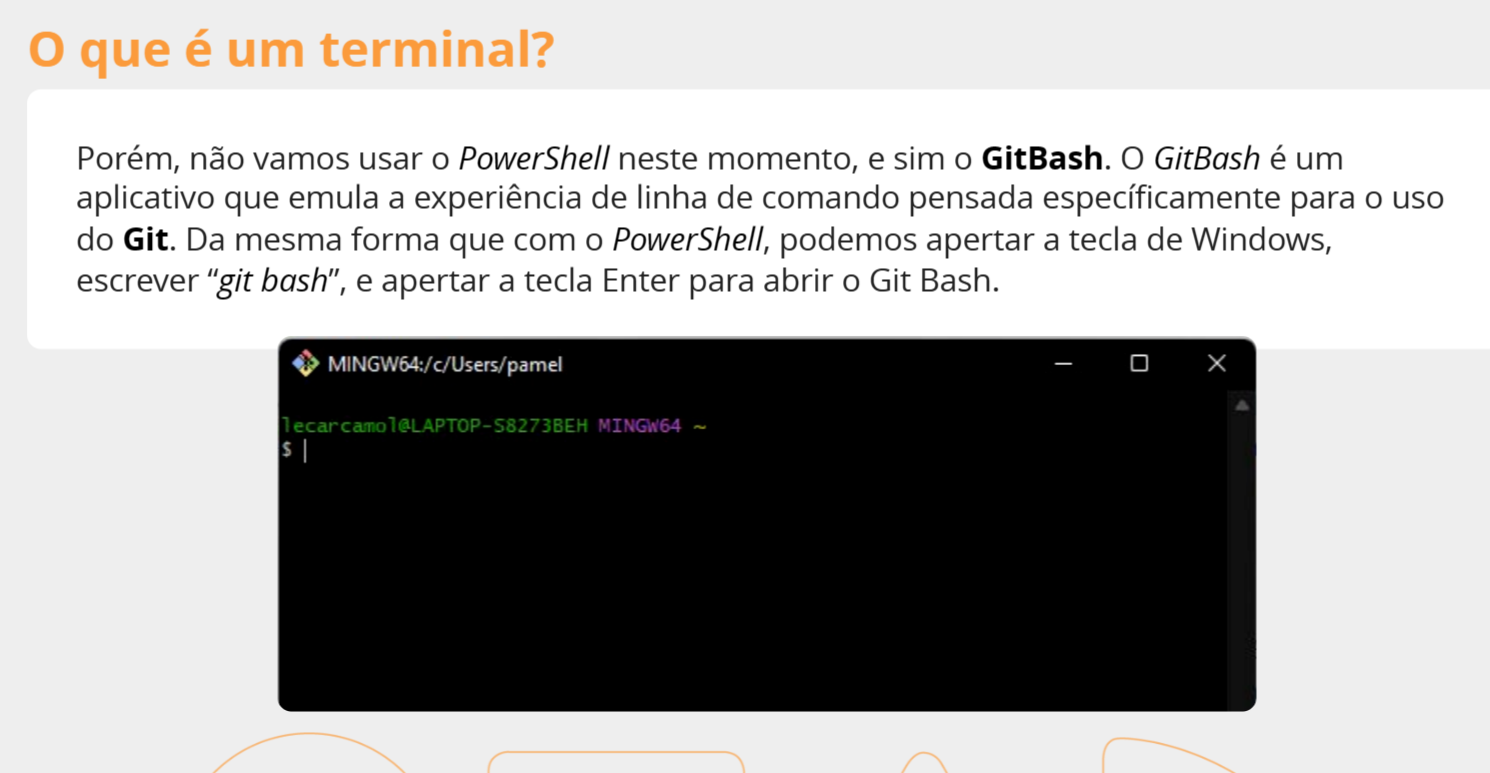 O que é um terminal?
Porém, não vamos usar o PowerShell neste momento, e sim o GitBash. O GitBash é um
aplicativo que emula a experiência de linha de comando pensada específicamente para o uso
do Git. Da mesma forma que com o PowerShell, podemos apertar a tecla de Windows,
escrever “git bash”, e apertar a tecla Enter para abrir o Git Bash.
MINGW64:/c/Users/pamel
lecarcamol@LAPTOP-S8273BEH MINGW64 ~
$